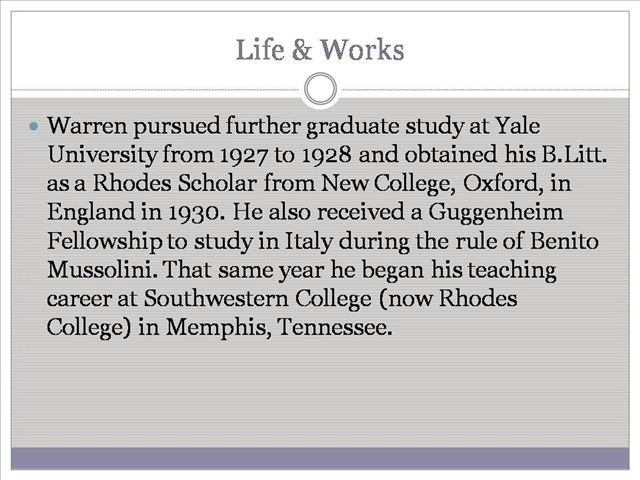 Life & Works
Warren pursued further graduate study at Yale
University from 1927 to 1928 and obtained his B.Litt.
as a Rhodes Scholar from New College, Oxford, in
England in 1930. He also received a Guggenheim
Fellowship to study in Italy during the rule of Benito
Mussolini. That same year he began his teaching
career at Southwestern College (now Rhodes
College) in Memphis, Tennessee.